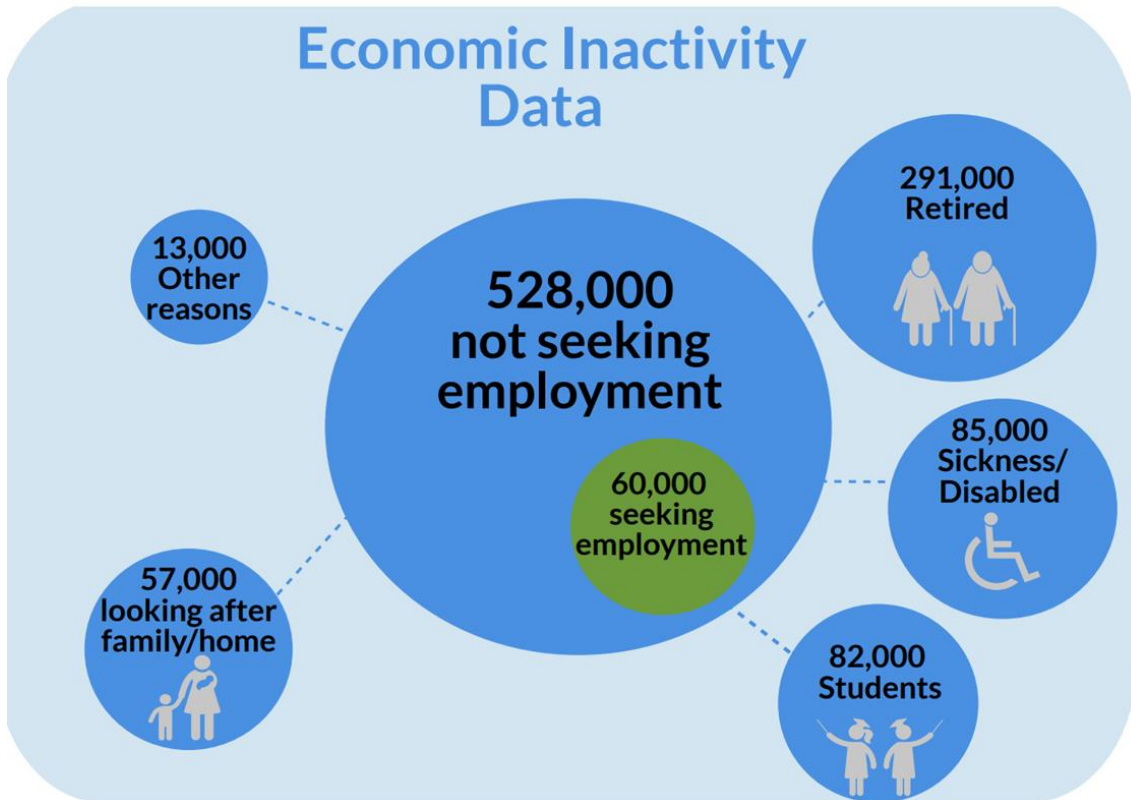 Economic Inactivity
Data
291,000
Retired
13,000
Other
reasons
528,000
not seeking
employment
85,000
Sickness/
Disabled
60,000
seeking
employment
57,000
looking after
family/home
82,000
Students